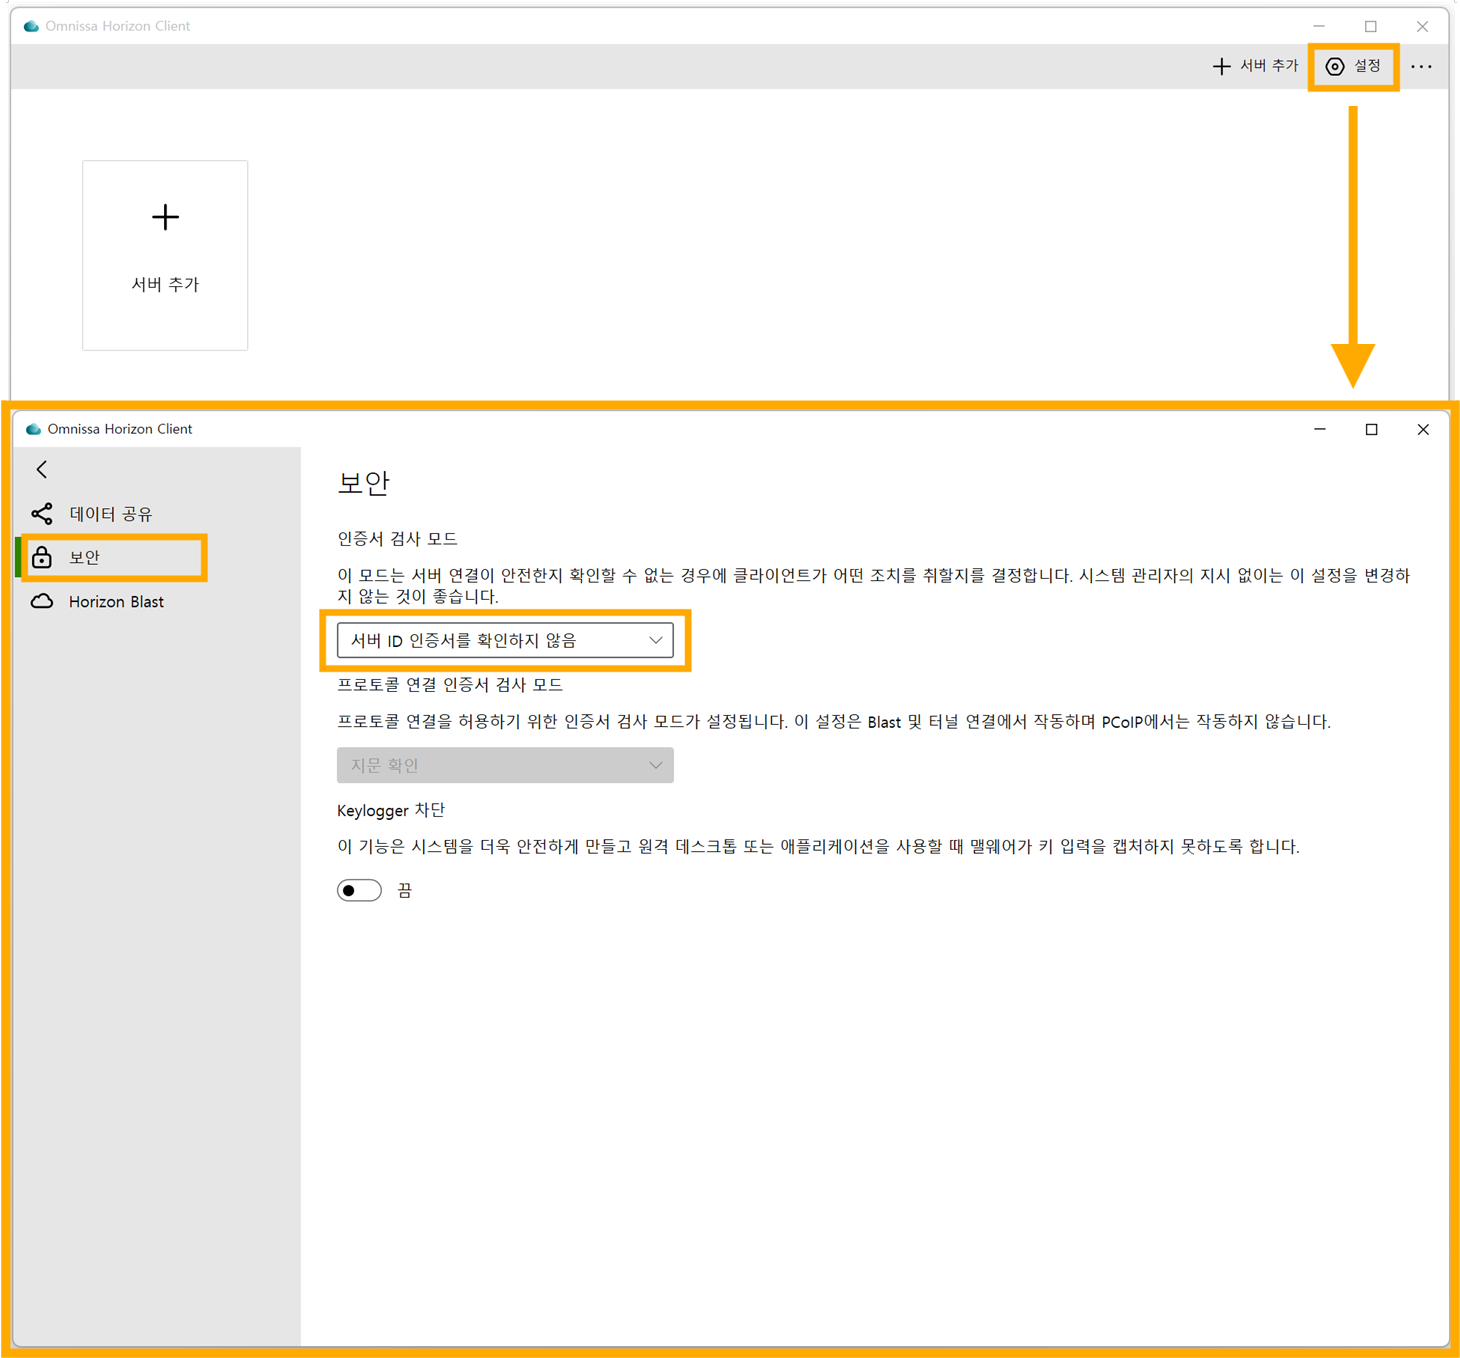 Omnissa Horizon Client
서버 추가
설정
서버 추가
Omnissa Horizon Client
데이터 공유
보안
Horizon Blast
보안
인증서 검사 모드
이 모드는 서버 연결이 안전한지 확인할 수 없는 경우에 클라이언트가 어떤 조치를 취할지를 결정합니다. 시스템 관리자의 지시 없이는 이 설정을 변경하
지 않는 것이 좋습니다.
서버 ID 인증서를 확인하지 않음
프로토콜 연결 인증서 검사 모드
프로토콜 연결을 허용하기 위한 인증서 검사 모드가 설정됩니다. 이 설정은 Blast 및 터널 연결에서 작동하며 PCoIP에서는 작동하지 않습니다.
지문 확인
Keylogger 차단
이 기능은 시스템을 더욱 안전하게 만들고 원격 데스크톱 또는 애플리케이션을 사용할 때 맬웨어가 키 입력을 캡처하지 못하도록 합니다.
끔